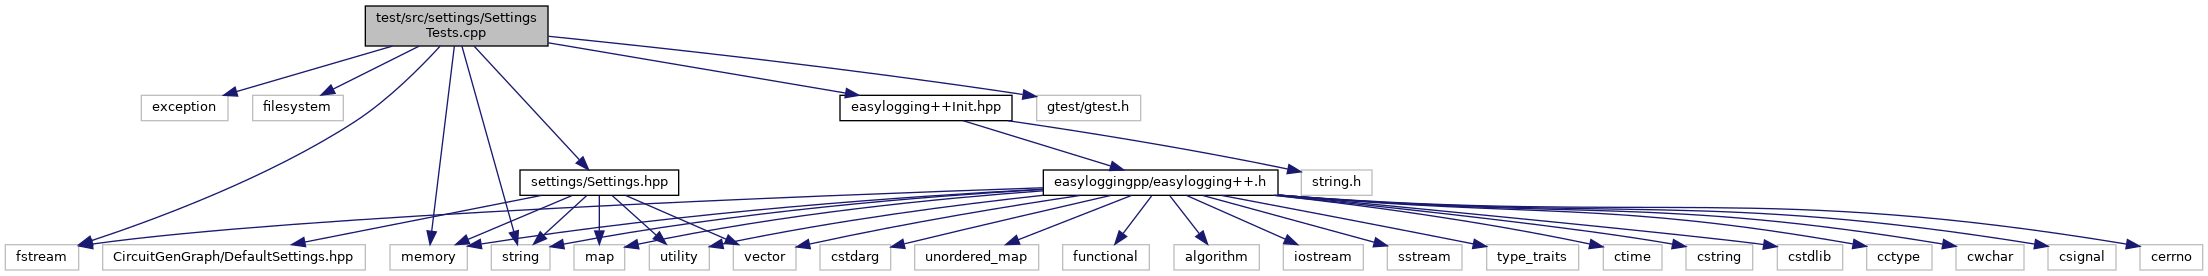 test/src/settings/Settings
Tests.cpp
exception
filesystem
easylogging++Init.hpp
gtest/gtest.h
settings/Settings.hpp
easyloggingpp/easylogging++.h
string.h
fstream
CircuitGenGraph/DefaultSettings.hpp
memory
string
map
utility
vector
cstdarg
unordered_map
functional
algorithm
iostream
sstream
type_traits
ctime
cstring
cstdlib
cctype
cwchar
csignal
cerrno